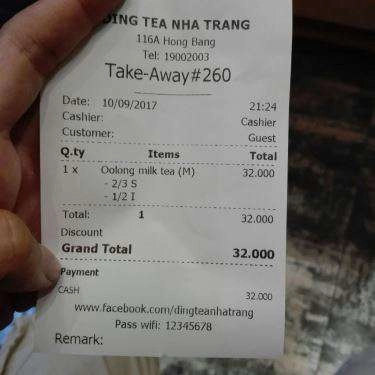 DING TEA NHA TRANG
116A Hong Bang
Tel: 19002003
Take-Away#260
Date: 10/09/2017 21:24
Cashier: Cashier
Customer: Guest
Q.ty Items Total
1 x Oolong milk tea (M) 32.000
- 2/3 S
- 1/2 I
Total: 1 32.000
Discount
Grand Total 32.000
Payment
CASH 32.000
www.facebook.com/dingteanhatrang
Pass wifi: 12345678
Remark: